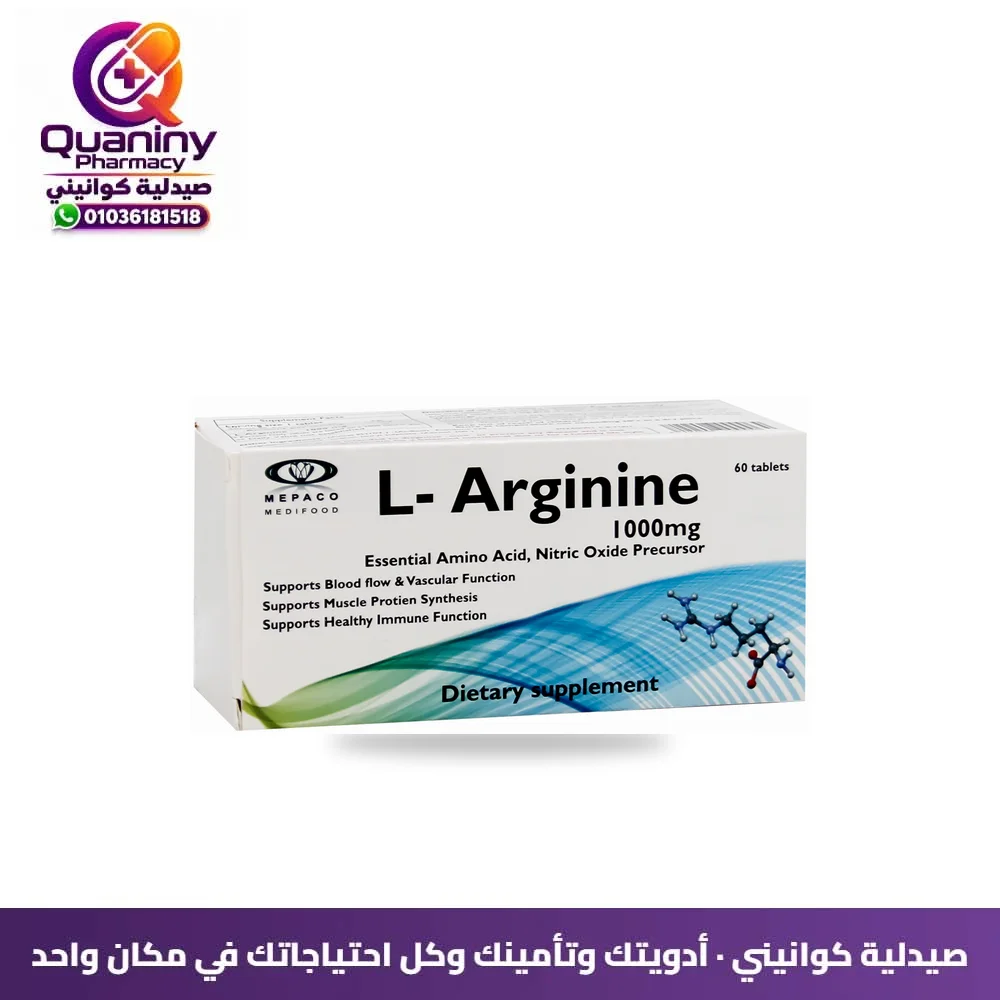 Quaniny
Pharmacy
صيدلية كوانيني
01036181518
Supplement Facts
MEPACO
MEDIFOOD
L- Arginine
60 tablets
1000mg
Essential Amino Acid, Nitric Oxide Precursor
Supports Blood flow & Vascular Function
Supports Muscle Protien Synthesis
Supports Healthy Immune Function
Dietary supplement
صيدلية كوانيني · أدويتك وتأمينك وكل احتياجاتك في مكان واحد